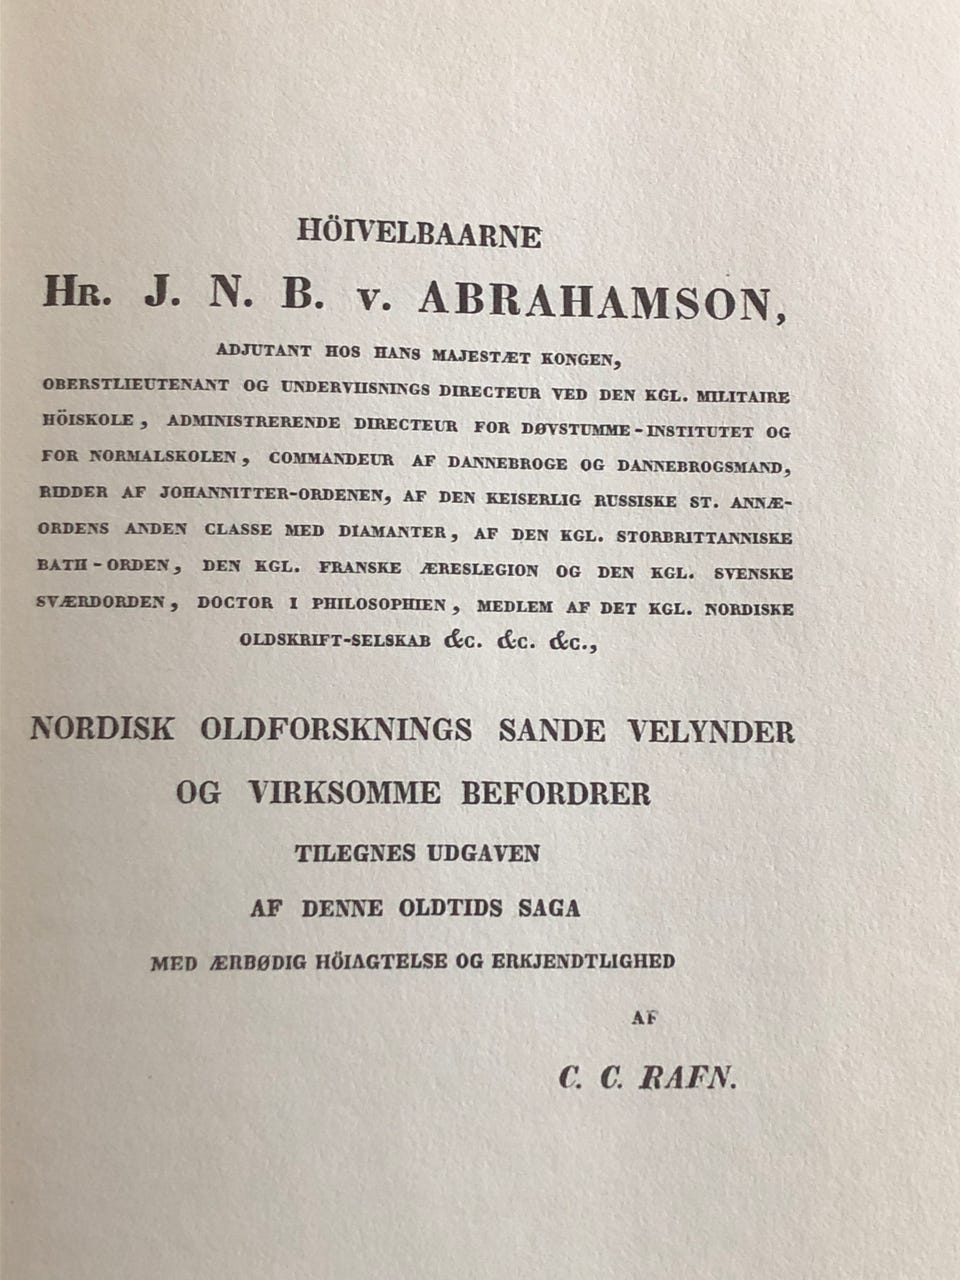 HÖIVELBAARNE
HR. J. N. B. v. ABRAHAMSON,
ADJUTANT HOS HANS MAJESTÆT KONGEN,
OBERSTLIEUTENANT OG UNDERVIISNINGS DIRECTEUR VED DEN KGL. MILITAIRE
HÖISKOLE, ADMINISTRERENDE DIRECTEUR FOR DØVSTUMME-INSTITUTET OG
FOR NORMALSKOLEN, COMMANDEUR AF DANNEBROGE OG DANNEBROGSMAND,
RIDDER AF JOHANNITTER-ORDENEN, AF DEN KEISERLIG RUSSISKE ST. ANNÆ-
ORDENS ANDEN CLASSE MED DIAMANTER, AF DEN KGL. STORBRITTANNISKE
BATH-ORDEN, DEN KGL. FRANSKE ÆRESLEGION OG DEN KGL. SVENSKE
SVÆRDORDEN, DOCTOR I PHILOSOPHIEN, MEDLEM AF DET KGL. NORDISKE
OLDSKRIFT-SELSKAB &c. &c. &c.,
NORDISK OLDFORSKNINGS SANDE VELYNDER
OG VIRKSOMME BEFORDRER
TILEGNES UDGAVEN
AF DENNE OLDTIDS SAGA
MED ÆRBØDIG HÖIAGTELSE OG ERKJENDTLIGHED
AF
C. C. RAFN.